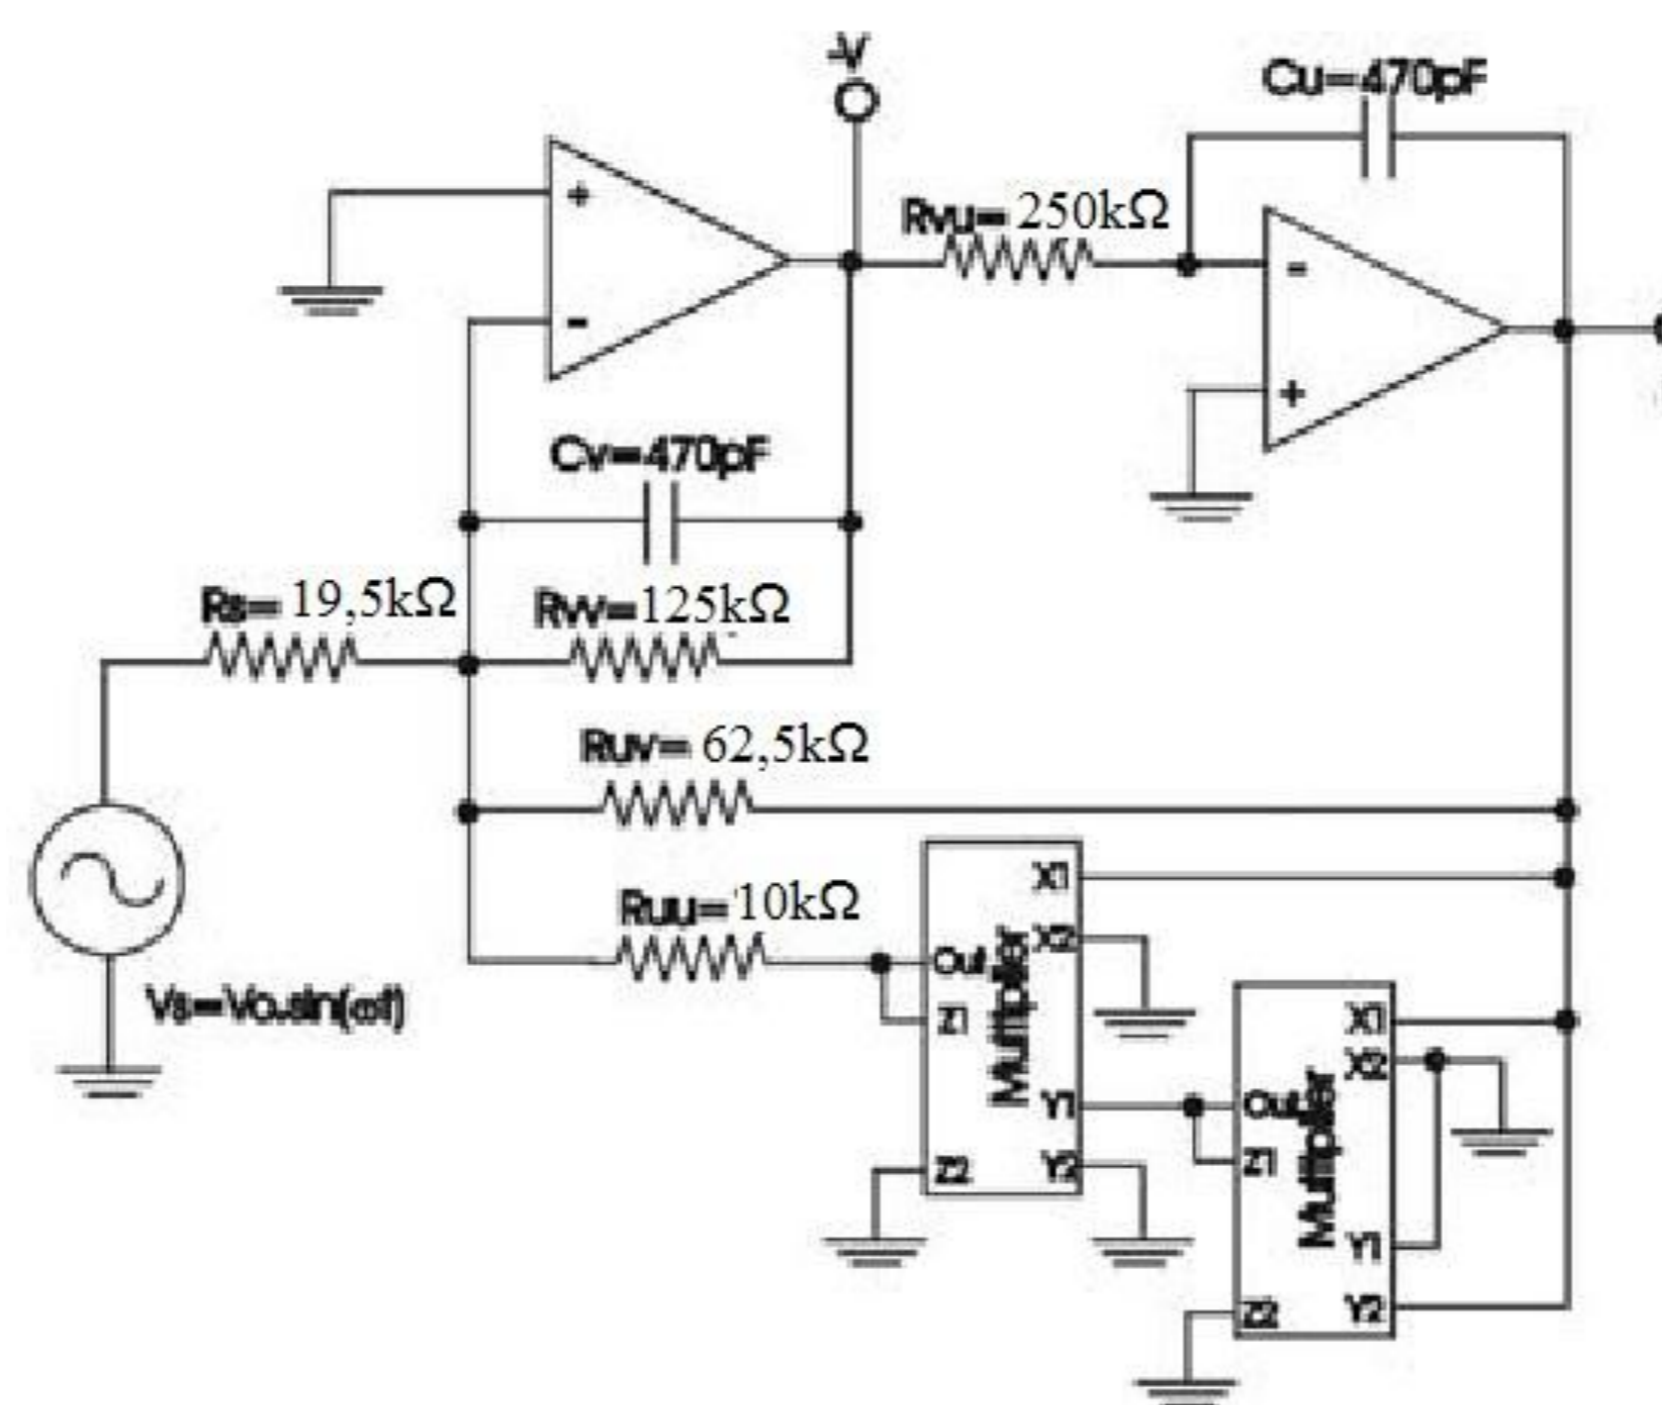 -V
Cu=470pF
Rvu= 250kΩ
+
-
-
+
Cv=470pF
Rs= 19,5kΩ
Rvv=125kΩ
Ruv= 62,5kΩ
Ruu= 10kΩ
Vs=Vo.sin(ωt)
X1
X2
Out
Z1
Multiplier
Y1
Y2
Z2
X1
X2
Out
Z1
Multiplier
Y1
Y2
Z2